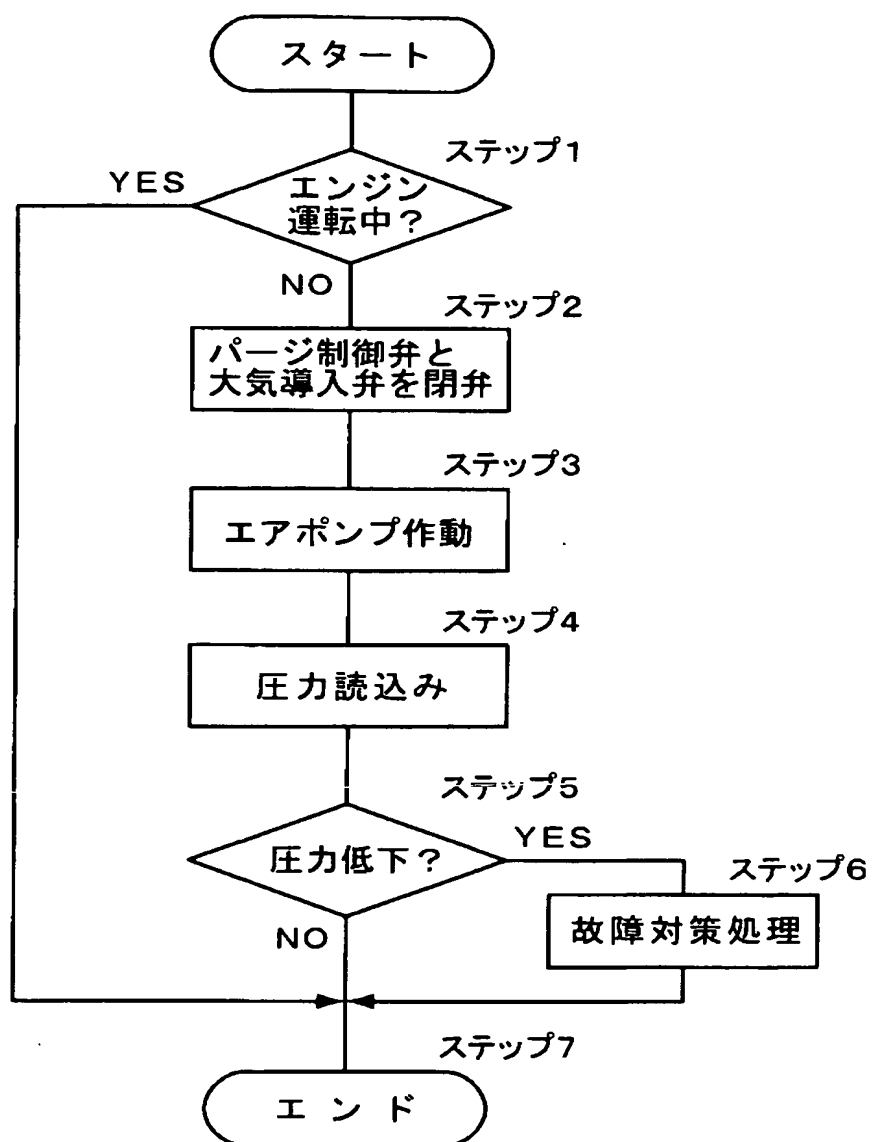 スタート
ステップ1
YES
エンジン
運転中?
NO
ステップ2
パージ制御弁と
大気導入弁を閉弁
ステップ3
エアポンプ作動
ステップ4
圧力読込み
ステップ5
圧力低下?
YES
ステップ6
故障対策処理
NO
ステップ7
エンド